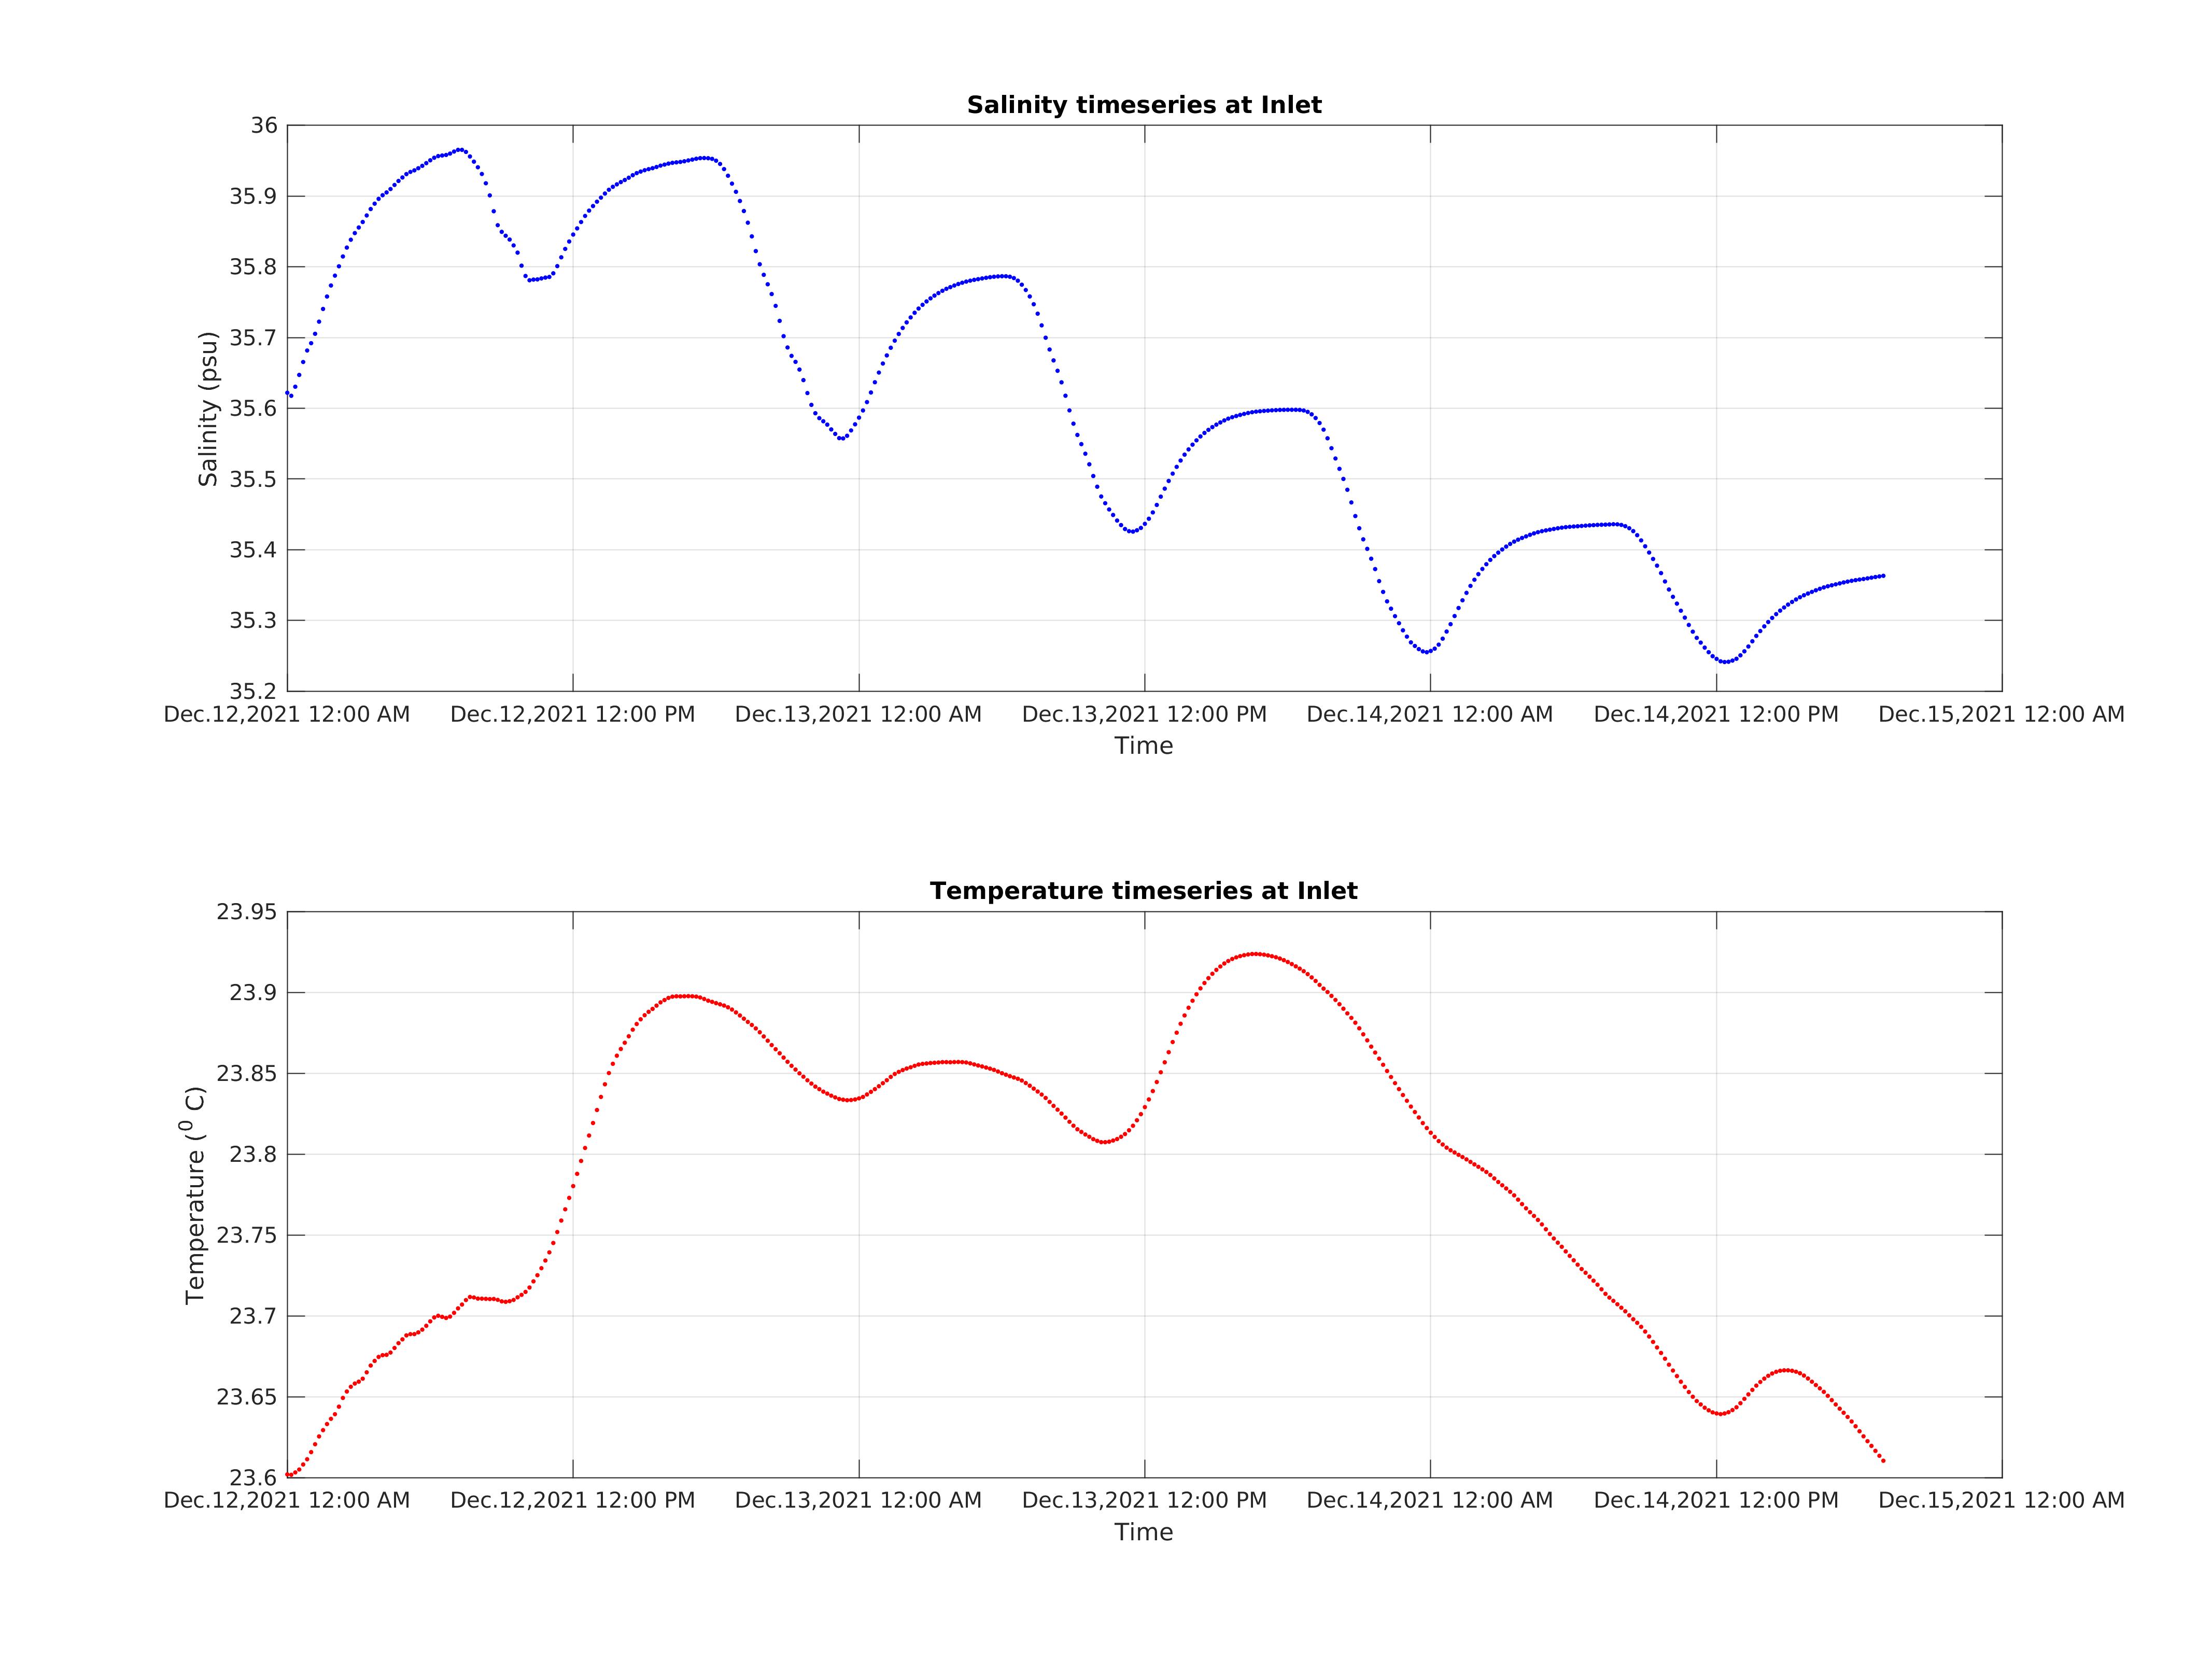 Salinity timeseries at Inlet
36
35.9
35.8
35.7
35.6
35.5
35.4
35.3
35.2
Salinity (psu)
Dec.12,2021 12:00 AM Dec.12,2021 12:00 PM Dec.13,2021 12:00 AM Dec.13,2021 12:00 PM Dec.14,2021 12:00 AM Dec.14,2021 12:00 PM Dec.15,2021 12:00 AM
Time
Temperature timeseries at Inlet
23.95
23.9
23.85
23.8
23.75
23.7
23.65
23.6
Temperature (⁰ C)
Dec.12,2021 12:00 AM Dec.12,2021 12:00 PM Dec.13,2021 12:00 AM Dec.13,2021 12:00 PM Dec.14,2021 12:00 AM Dec.14,2021 12:00 PM Dec.15,2021 12:00 AM
Time